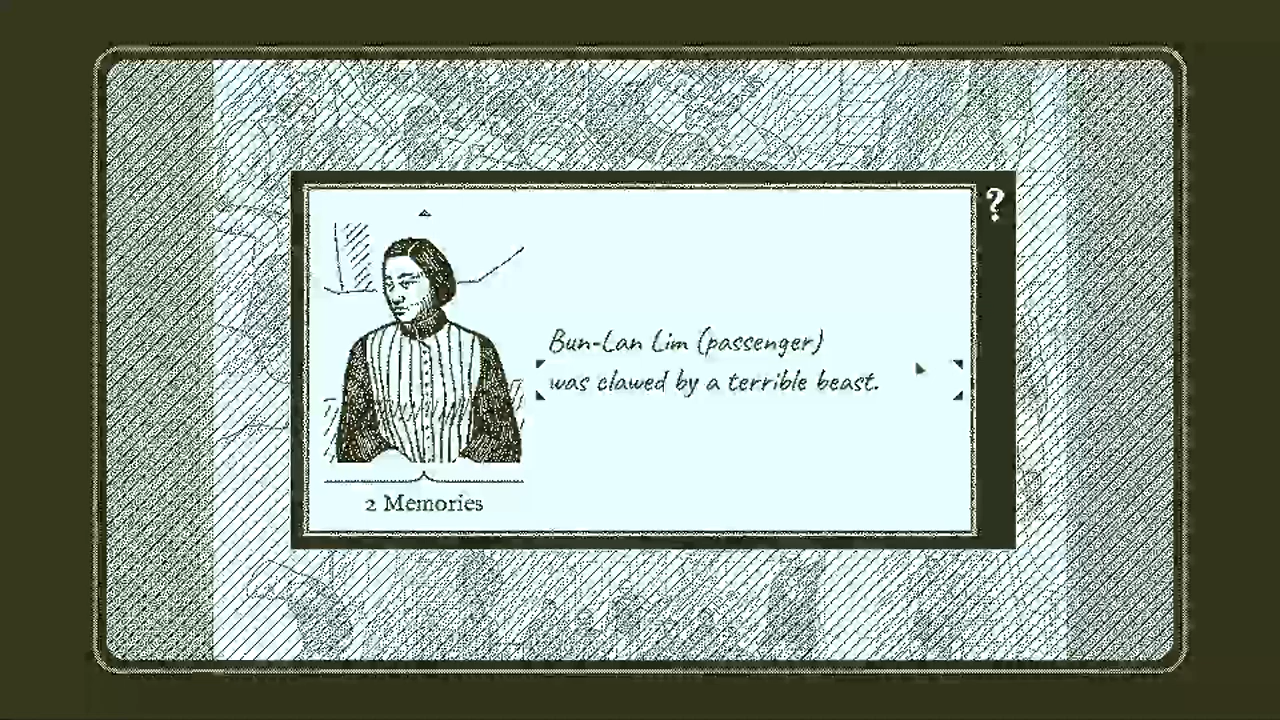 ?
Bun-Lan Lim (passenger)
was clawed by a terrible beast.
2 Memories